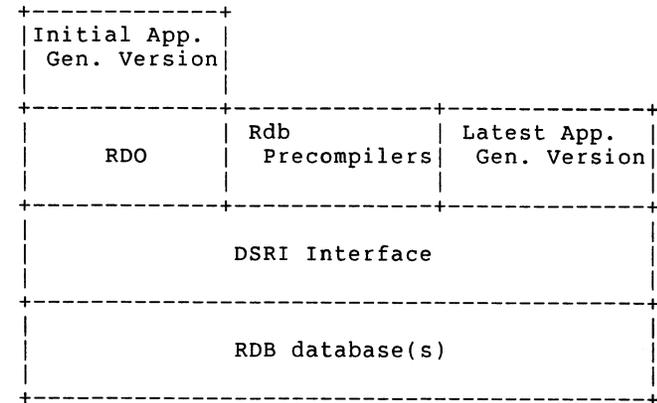 Initial App.
Gen. Version
RDO
Rdb
Precompilers
Latest App.
Gen. Version
DSRI Interface
RDB database(s)